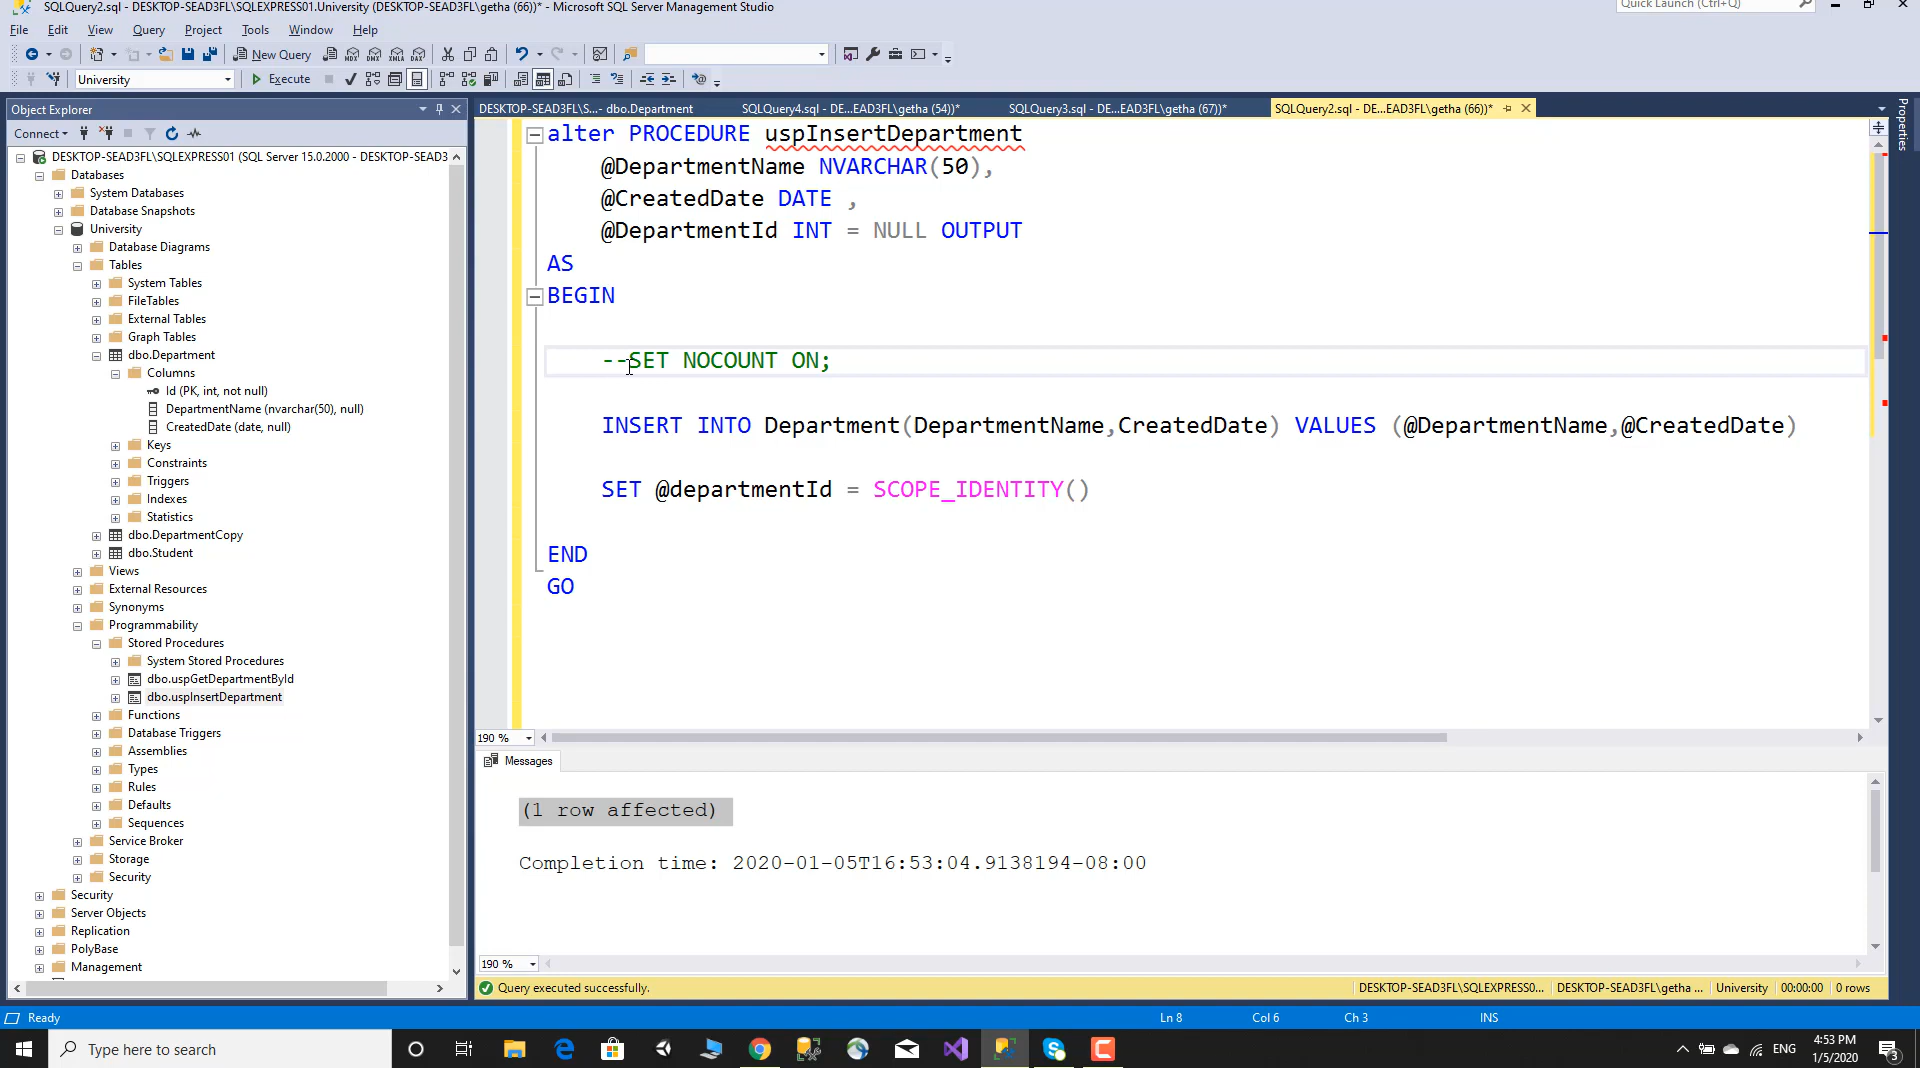 SQLQuery2.sql - DESKTOP-SEAD3FL\SQLEXPRESS01.University (DESKTOP-SEAD3FL\getha (66))* - Microsoft SQL Server Management Studio
Quick Launch (Ctrl+Q)
File Edit View Query Project Tools Window Help
New Query
University
Execute
Object Explorer
DESKTOP-SEAD3FL\S...- dbo.Department
SQLQuery4.sql - DE...EAD3FL\getha (54))*
SQLQuery3.sql - DE...EAD3FL\getha (67))*
SQLQuery2.sql - DE...EAD3FL\getha (66))*
Properties
Connect
DESKTOP-SEAD3FL\SQLEXPRESS01 (SQL Server 15.0.2000 - DESKTOP-SEAD3
Databases
System Databases
Database Snapshots
University
Database Diagrams
Tables
System Tables
FileTables
External Tables
Graph Tables
dbo.Department
Columns
Id (PK, int, not null)
DepartmentName (nvarchar(50), null)
CreatedDate (date, null)
Keys
Constraints
Triggers
Indexes
Statistics
dbo.DepartmentCopy
dbo.Student
Views
External Resources
Synonyms
Programmability
Stored Procedures
System Stored Procedures
dbo.uspGetDepartmentById
dbo.uspInsertDepartment
Functions
Database Triggers
Assemblies
Types
Rules
Defaults
Sequences
Service Broker
Storage
Security
Security
Server Objects
Replication
PolyBase
Management
alter PROCEDURE uspInsertDepartment
@DepartmentName NVARCHAR(50),
@CreatedDate DATE ,
@DepartmentId INT = NULL OUTPUT
AS
BEGIN
--SET NOCOUNT ON;
INSERT INTO Department(DepartmentName,CreatedDate) VALUES (@DepartmentName,@CreatedDate)
SET @departmentId = SCOPE_IDENTITY()
END
GO
190 %
Messages
(1 row affected)
Completion time: 2020-01-05T16:53:04.9138194-08:00
190 %
Query executed successfully.
DESKTOP-SEAD3FL\SQLEXPRESS0... DESKTOP-SEAD3FL\getha ... University 00:00:00 0 rows
Ready
Ln 8 Col 6 Ch 3 INS
Type here to search
ENG
4:53 PM
1/5/2020
3